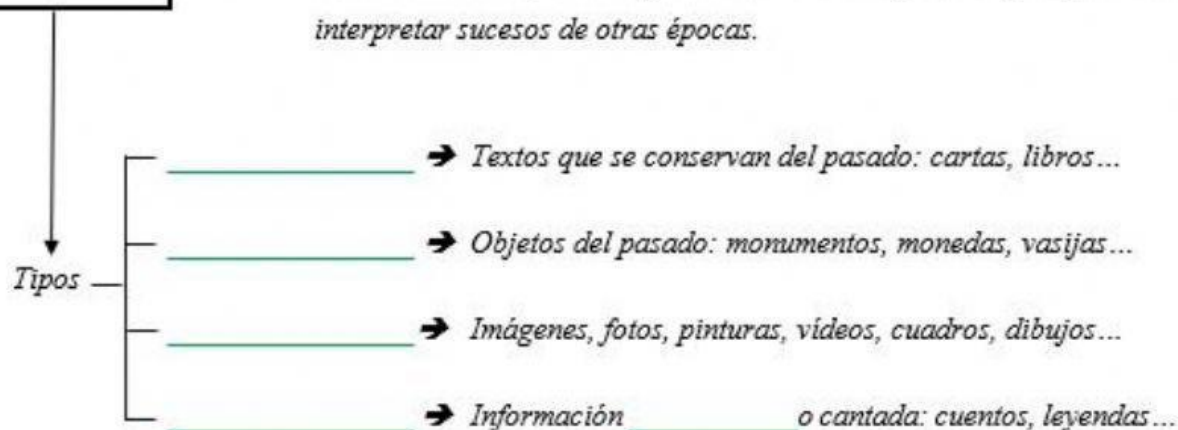 interpretar sucesos de otras épocas.
➔ Textos que se conservan del pasado: cartas, libros...
➔ Objetos del pasado: monumentos, monedas, vasijas...
Tipos
➔ Imágenes, fotos, pinturas, vídeos, cuadros, dibujos...
➔ Información ________ o cantada: cuentos, leyendas...